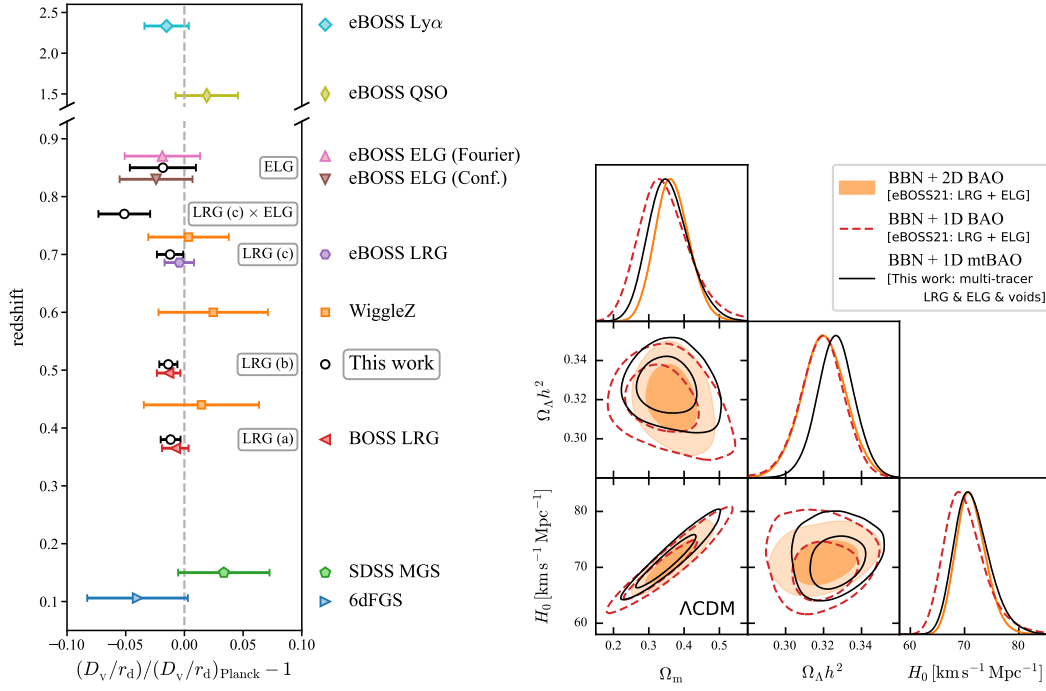 2.5
2.0
1.5
0.9
0.8
0.7
0.6
0.5
0.4
0.3
0.2
0.1
redshift
−0.10 −0.05 0.00 0.05 0.10
(D_v/r_d)/(D_v/r_d)_Planck − 1
ELG
LRG (c) × ELG
LRG (c)
LRG (b)
LRG (a)
eBOSS Lyα
eBOSS QSO
eBOSS ELG (Fourier)
eBOSS ELG (Conf.)
eBOSS LRG
WiggleZ
This work
BOSS LRG
SDSS MGS
6dFGS
BBN + 2D BAO
[eBOSS21: LRG + ELG]
BBN + 1D BAO
[eBOSS21: LRG + ELG]
BBN + 1D mtBAO
[This work: multi-tracer
LRG & ELG & voids]
0.34
0.32
0.30
Ω_Λ h²
80
70
60
H₀ [km s⁻¹ Mpc⁻¹]
ΛCDM
0.2 0.3 0.4 0.5
Ω_m
0.30 0.32 0.34
Ω_Λ h²
60 70 80
H₀ [km s⁻¹ Mpc⁻¹]